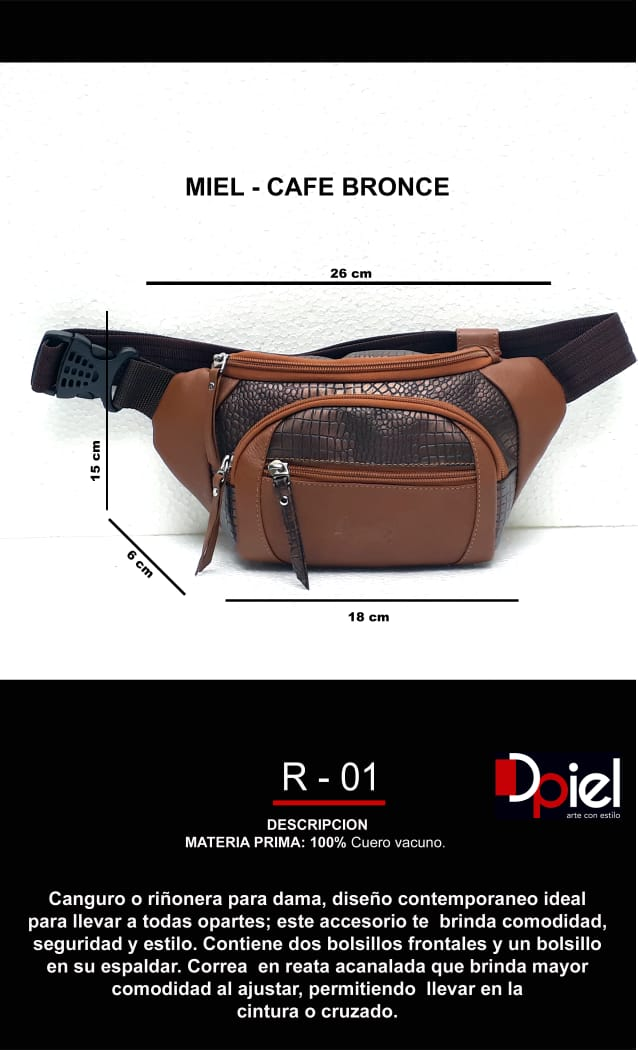 MIEL - CAFE BRONCE
26 cm
15 cm
6 cm
18 cm
R - 01
Dpiel
arte con estilo
DESCRIPCION
MATERIA PRIMA: 100% Cuero vacuno.
Canguro o riñonera para dama, diseño contemporaneo ideal
para llevar a todas opartes; este accesorio te brinda comodidad,
seguridad y estilo. Contiene dos bolsillos frontales y un bolsillo
en su espaldar. Correa en reata acanalada que brinda mayor
comodidad al ajustar, permitiendo llevar en la
cintura o cruzado.